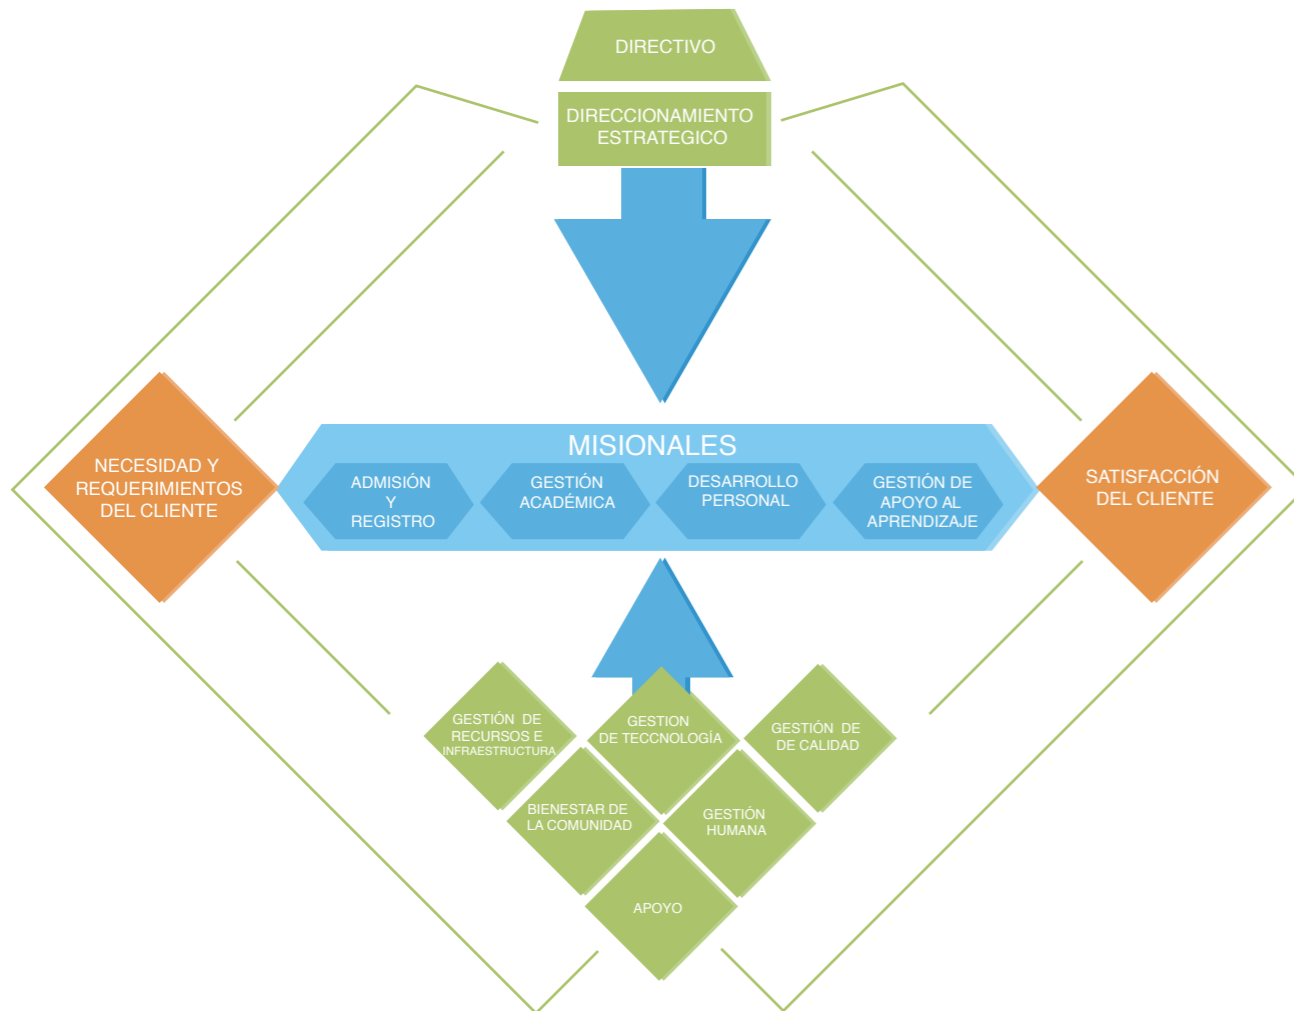 DIRECTIVO
DIRECCIONAMIENTO
ESTRATEGICO
NECESIDAD Y
REQUERIMIENTOS
DEL CLIENTE
MISIONALES
ADMISIÓN
Y
REGISTRO
GESTIÓN
ACADÉMICA
DESARROLLO
PERSONAL
GESTIÓN DE
APOYO AL
APRENDIZAJE
SATISFACCIÓN
DEL CLIENTE
GESTIÓN DE
RECURSOS E
INFRAESTRUCTURA
GESTION
DE TECCNOLOGÍA
GESTIÓN DE
DE CALIDAD
BIENESTAR DE
LA COMUNIDAD
GESTIÓN
HUMANA
APOYO